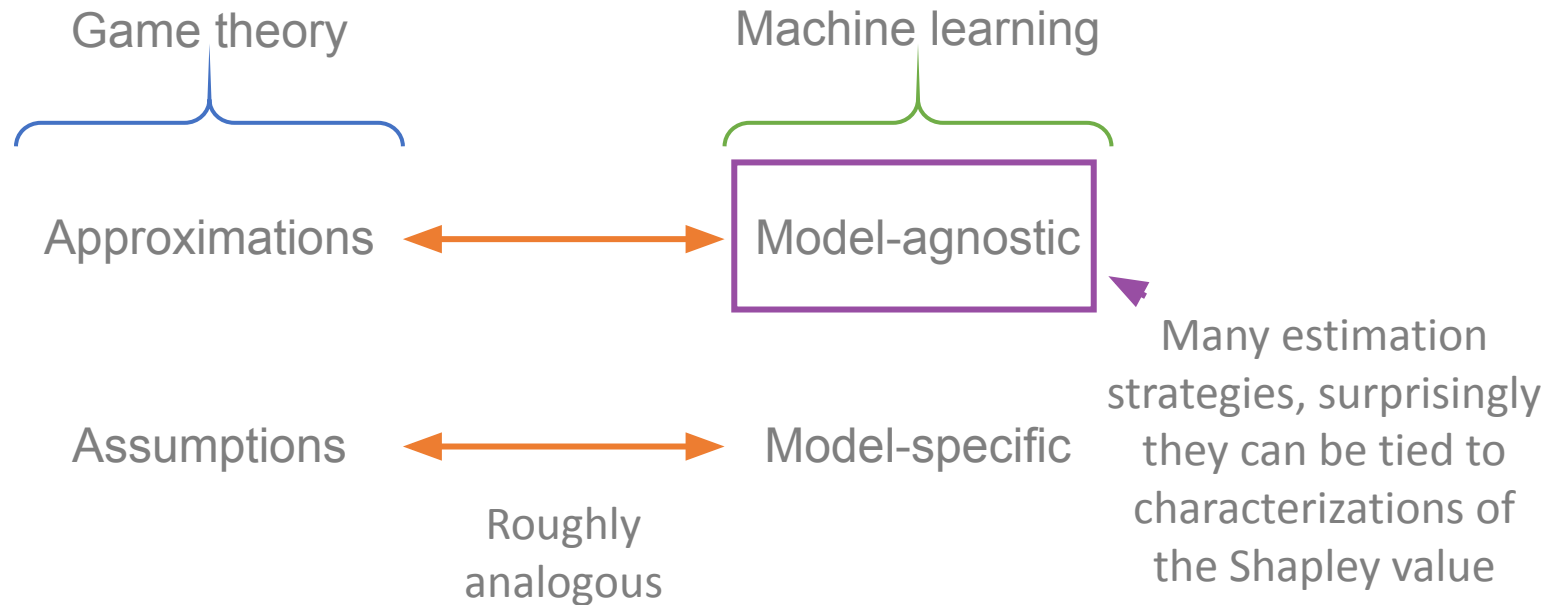 Game theory
Machine learning
Approximations
Model-agnostic
Many estimation
strategies, surprisingly
they can be tied to
characterizations of
the Shapley value
Assumptions
Model-specific
Roughly
analogous